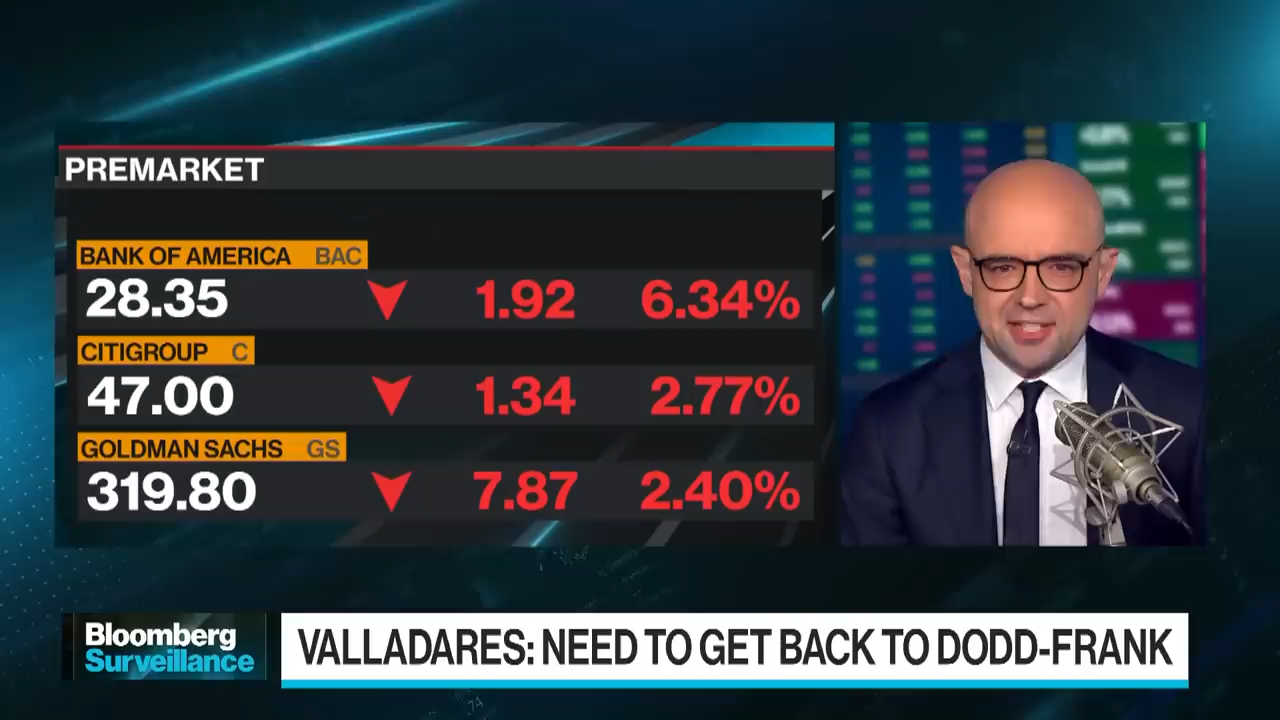 PREMARKET
BANK OF AMERICA BAC
28.35 1.92 6.34%
CITIGROUP C
47.00 1.34 2.77%
GOLDMAN SACHS GS
319.80 7.87 2.40%
Bloomberg
Surveillance
VALLADARES: NEED TO GET BACK TO DODD-FRANK